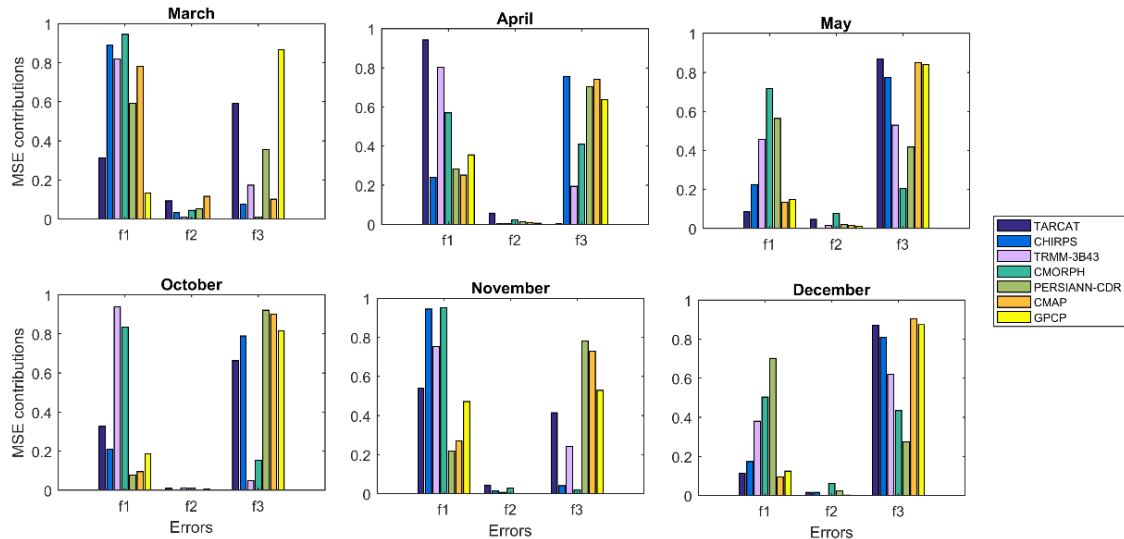 March
April
May
MSE contributions
1
0.8
0.6
0.4
0.2
0
f1
f2
f3
1
0.8
0.6
0.4
0.2
0
f1
f2
f3
1
0.8
0.6
0.4
0.2
0
f1
f2
f3
TARCAT
CHIRPS
TRMM-3B43
CMORPH
PERSIANN-CDR
CMAP
GPCP
October
November
December
MSE contributions
1
0.8
0.6
0.4
0.2
0
f1
f2
f3
Errors
1
0.8
0.6
0.4
0.2
0
f1
f2
f3
Errors
1
0.8
0.6
0.4
0.2
0
f1
f2
f3
Errors